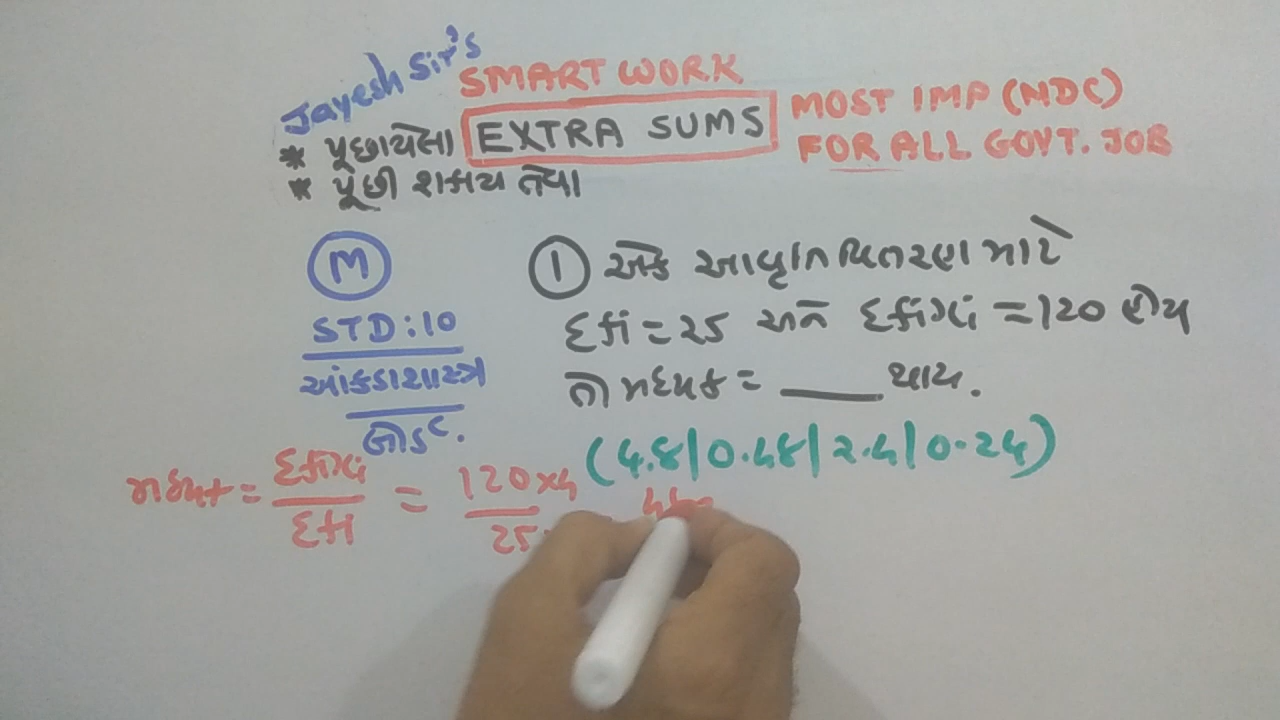 Jayesh Sir's
SMART WORK
* પૂછાયેલા EXTRA SUMS
* પૂછી શકાય તેવા
MOST IMP (MDC)
FOR ALL GOVT. JOB
M
STD:10
આંકડાશાસ્ત્ર
બોર્ડ.
① એક આવૃત્તિ વિતરણ માટે
Σfi = 25 અને Σfixi = 120 હોય
તો મધ્યક = ____ થાય.
(4.8|0.48|2.4|0.24)
મધ્યક = Σfixi/Σfi = 120×4/25